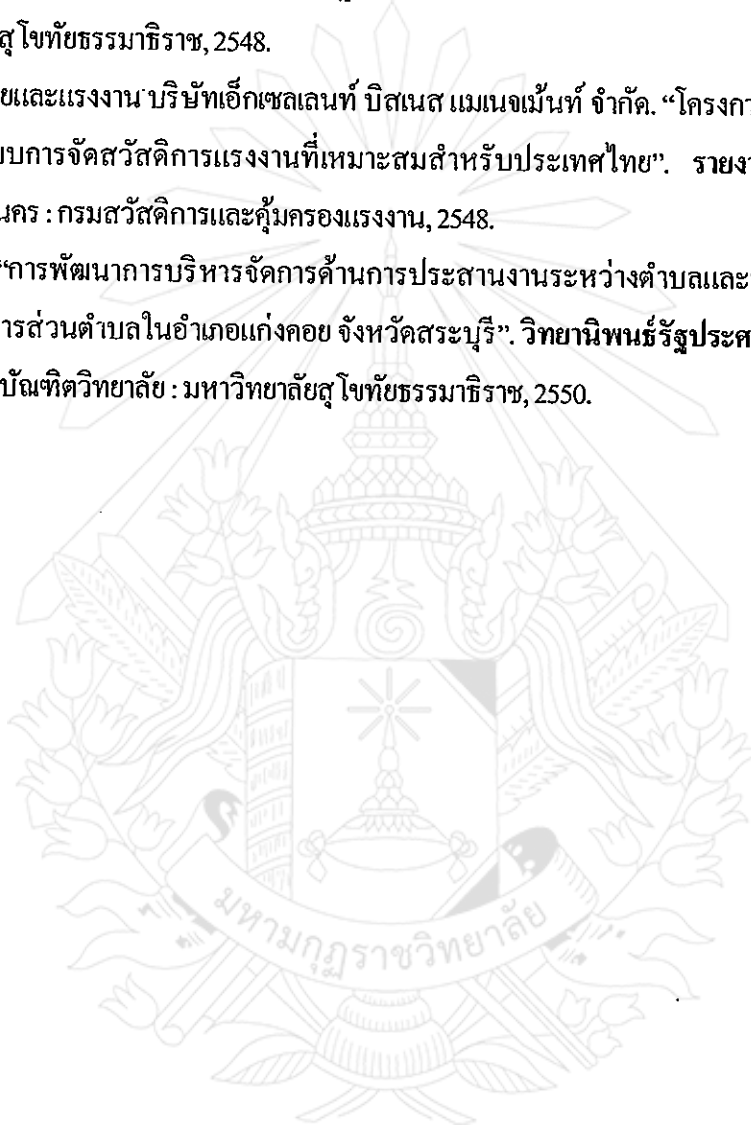 สุโขทัยธรรมาธิราช, 2548.
ยและแรงงาน บริษัทเอ็กเซลเลนท์ บิสเนส แมเนจเม้นท์ จำกัด. “โครงกา
บการจัดสวัสดิการแรงงานที่เหมาะสมสำหรับประเทศไทย”. รายง
นคร : กรมสวัสดิการและคุ้มครองแรงงาน, 2548.
“การพัฒนาการบริหารจัดการด้านการประสานงานระหว่างตำบลและ
ารส่วนตำบลในอำเภอแก่งคอย จังหวัดสระบุรี”. วิทยานิพนธ์รัฐประศ
บัณฑิตวิทยาลัย : มหาวิทยาลัยสุโขทัยธรรมาธิราช, 2550.
มหามกุฏราชวิทยาลัย